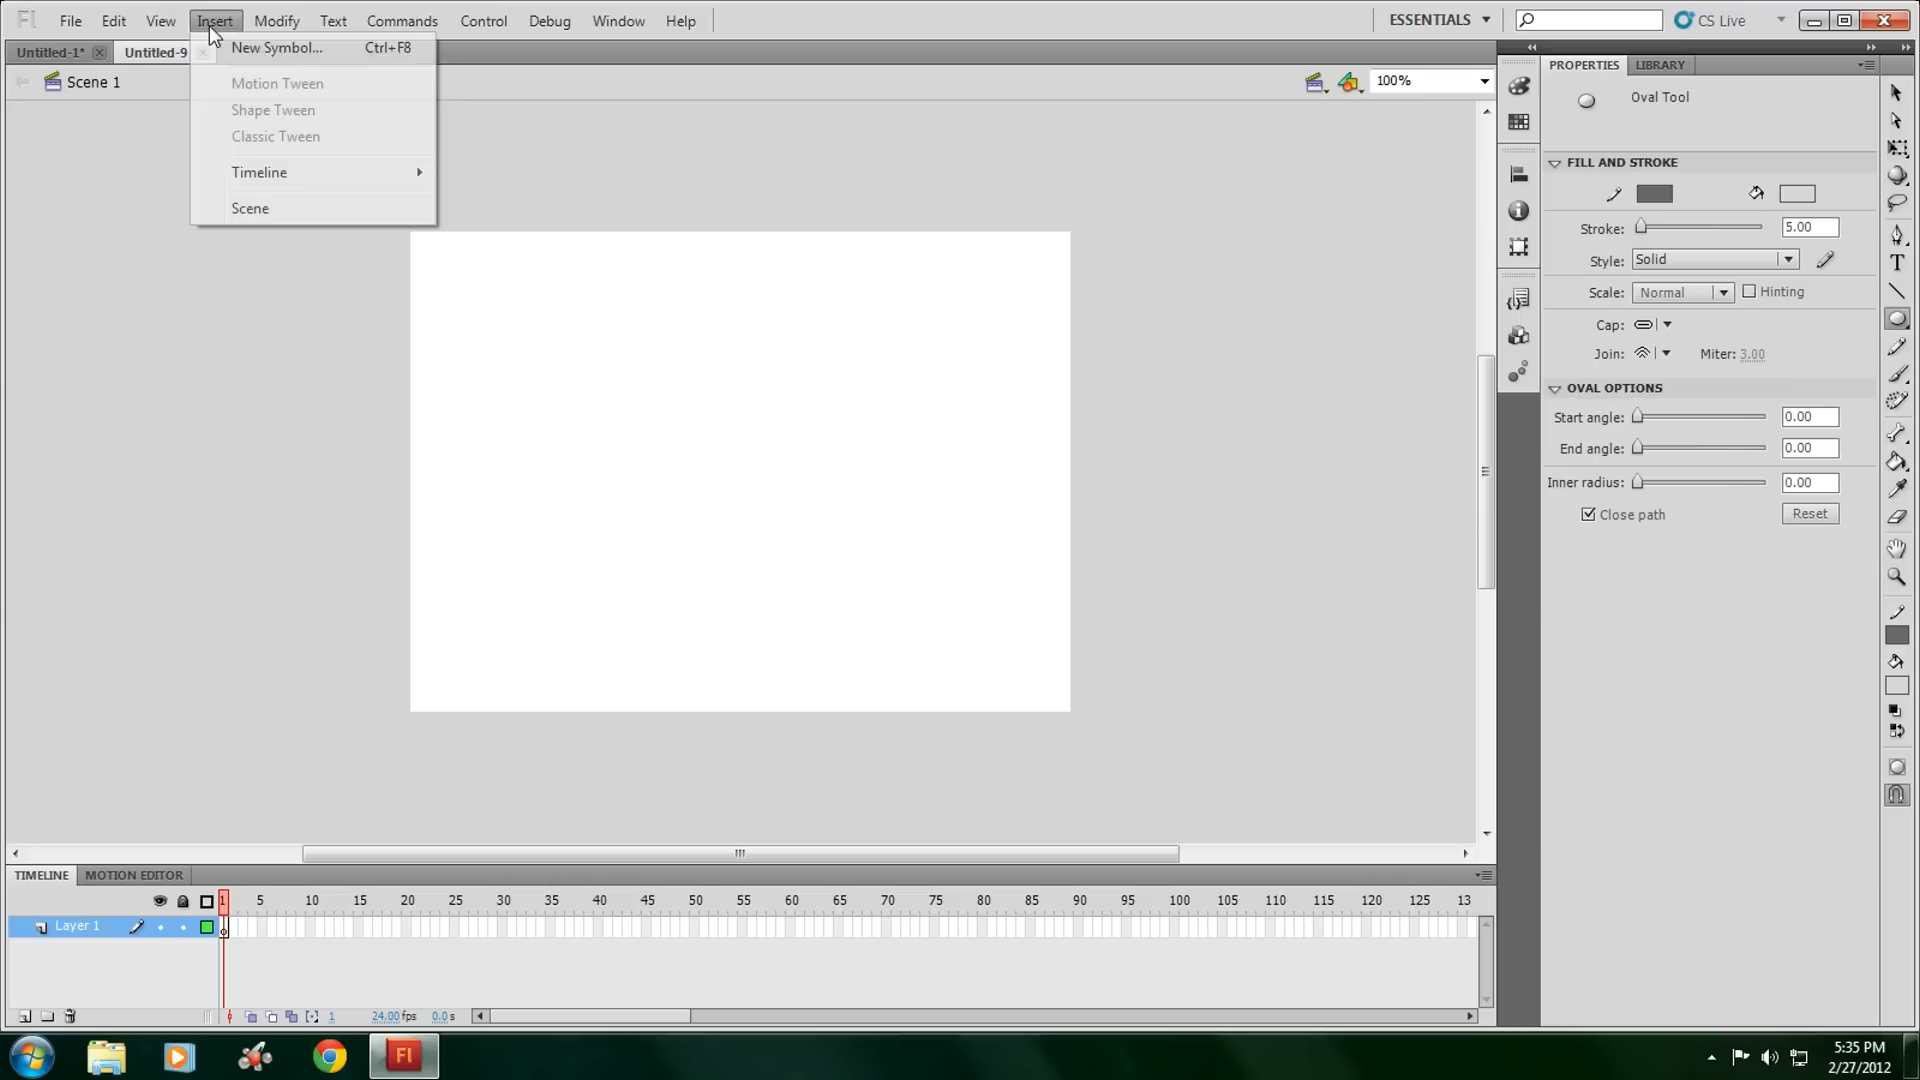 Fl File Edit View Insert Modify Text Commands Control Debug Window Help ESSENTIALS CS Live
Untitled-1* Untitled-9
Scene 1 100%
New Symbol... Ctrl+F8
Motion Tween
Shape Tween
Classic Tween
Timeline
Scene
PROPERTIES LIBRARY
Oval Tool
FILL AND STROKE
Stroke: 5.00
Style: Solid
Scale: Normal Hinting
Cap:
Join: Miter: 3.00
OVAL OPTIONS
Start angle: 0.00
End angle: 0.00
Inner radius: 0.00
Close path Reset
TIMELINE MOTION EDITOR
1 5 10 15 20 25 30 35 40 45 50 55 60 65 70 75 80 85 90 95 100 105 110 115 120 125 13
Layer 1
1 24.00 fps 0.0 s
Fl
5:35 PM
2/27/2012